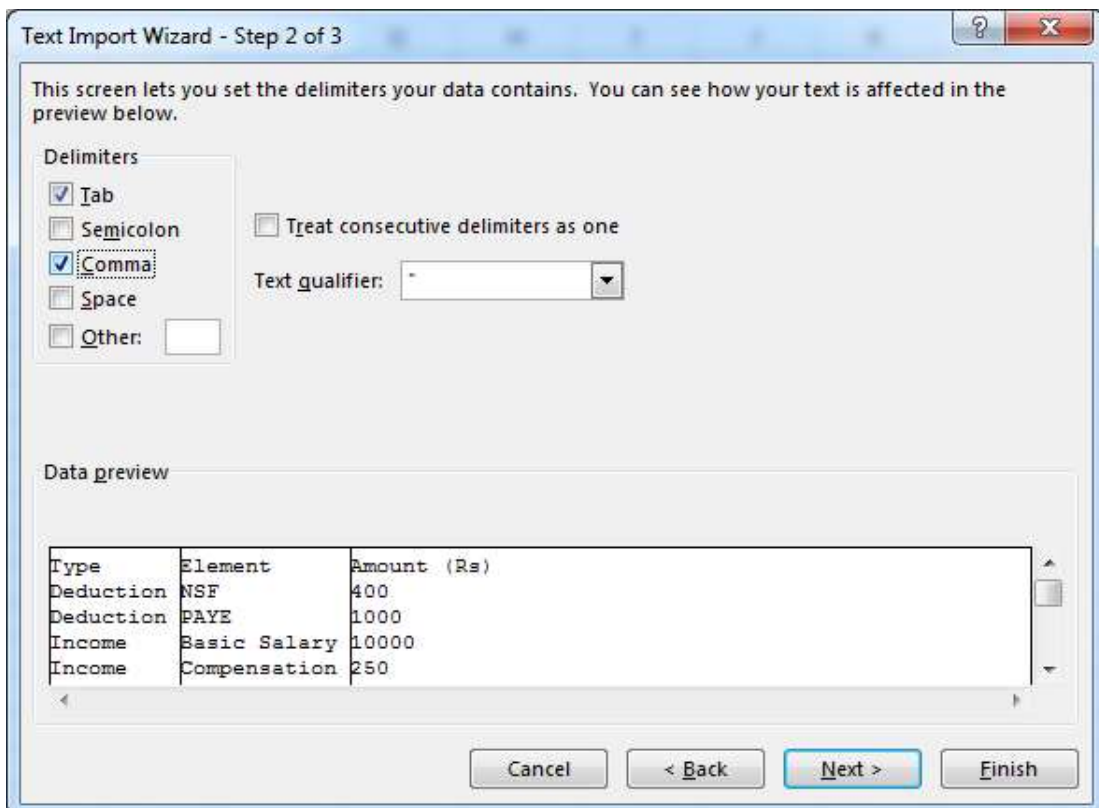 Text Import Wizard - Step 2 of 3
This screen lets you set the delimiters your data contains. You can see how your text is affected in the
preview below.
Delimiters
Tab
Semicolon
Comma
Space
Other:
Treat consecutive delimiters as one
Text qualifier: "
Data preview
Type Element Amount (Rs)
Deduction NSF 400
Deduction PAYE 1000
Income Basic Salary 10000
Income Compensation 250
Cancel < Back Next > Finish